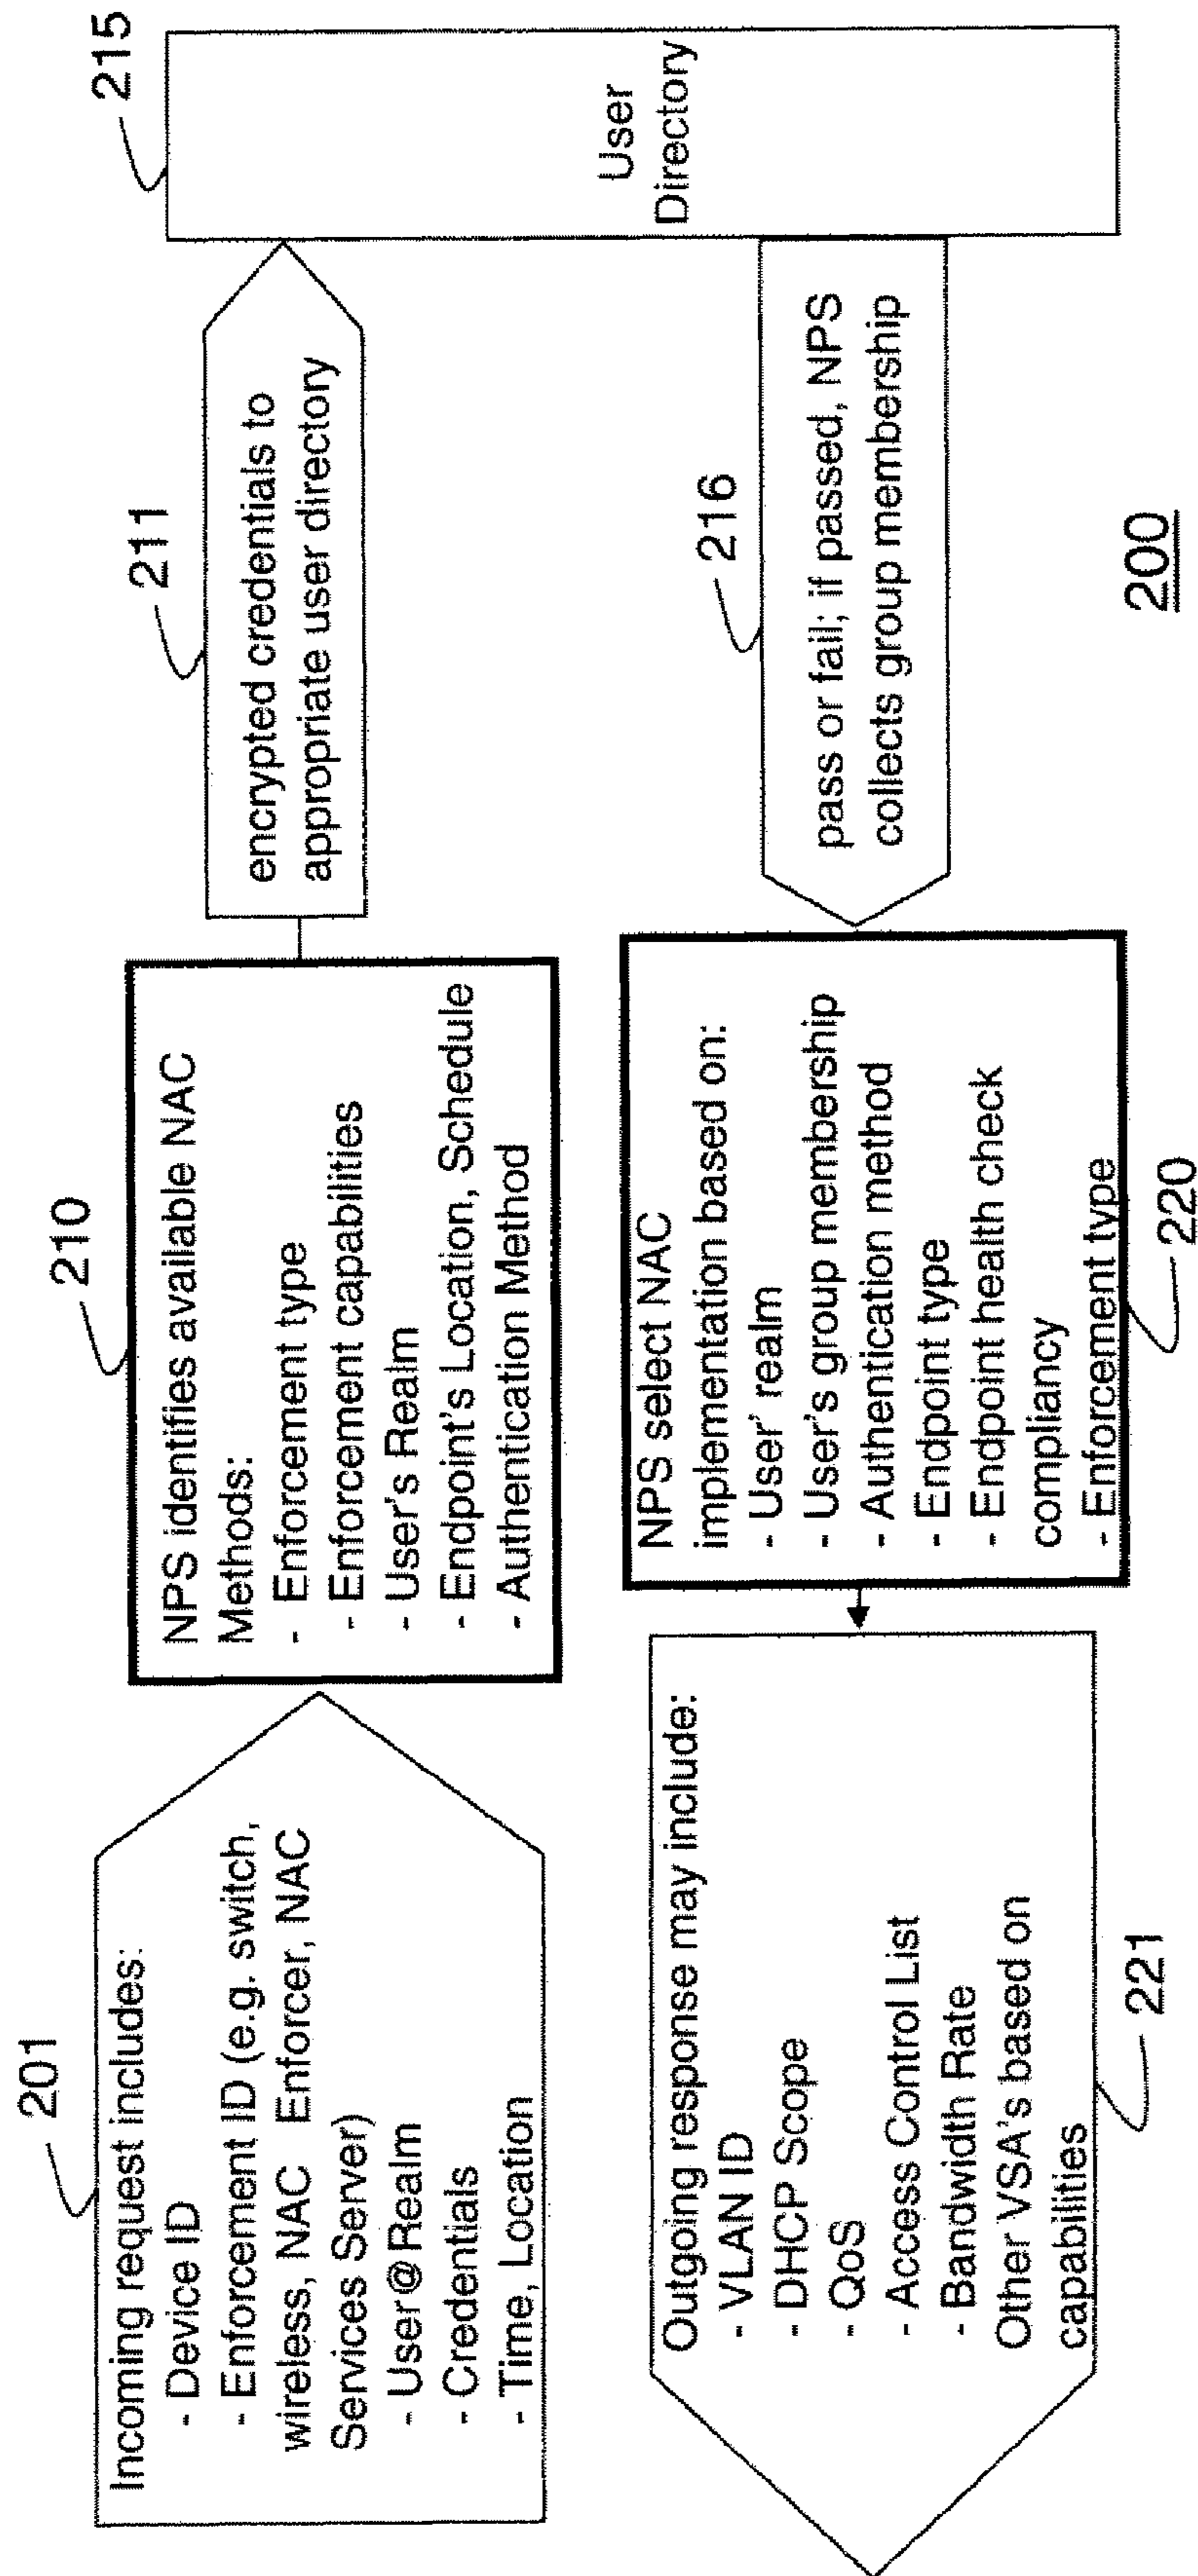 201
Incoming request includes:
- Device ID
- Enforcement ID (e.g. switch,
wireless, NAC Enforcer, NAC
Services Server)
- User@Realm
- Credentials
- Time, Location
210
NPS identifies available NAC
Methods:
- Enforcement type
- Enforcement capabilities
- User's Realm
- Endpoint's Location, Schedule
- Authentication Method
211
encrypted credentials to
appropriate user directory
215
User
Directory
216
pass or fail; if passed, NPS
collects group membership
NPS select NAC
implementation based on:
- User' realm
- User's group membership
- Authentication method
- Endpoint type
- Endpoint health check
compliancy
- Enforcement type
220
Outgoing response may include:
- VLAN ID
- DHCP Scope
- QoS
- Access Control List
- Bandwidth Rate
Other VSA's based on
capabilities
221
200